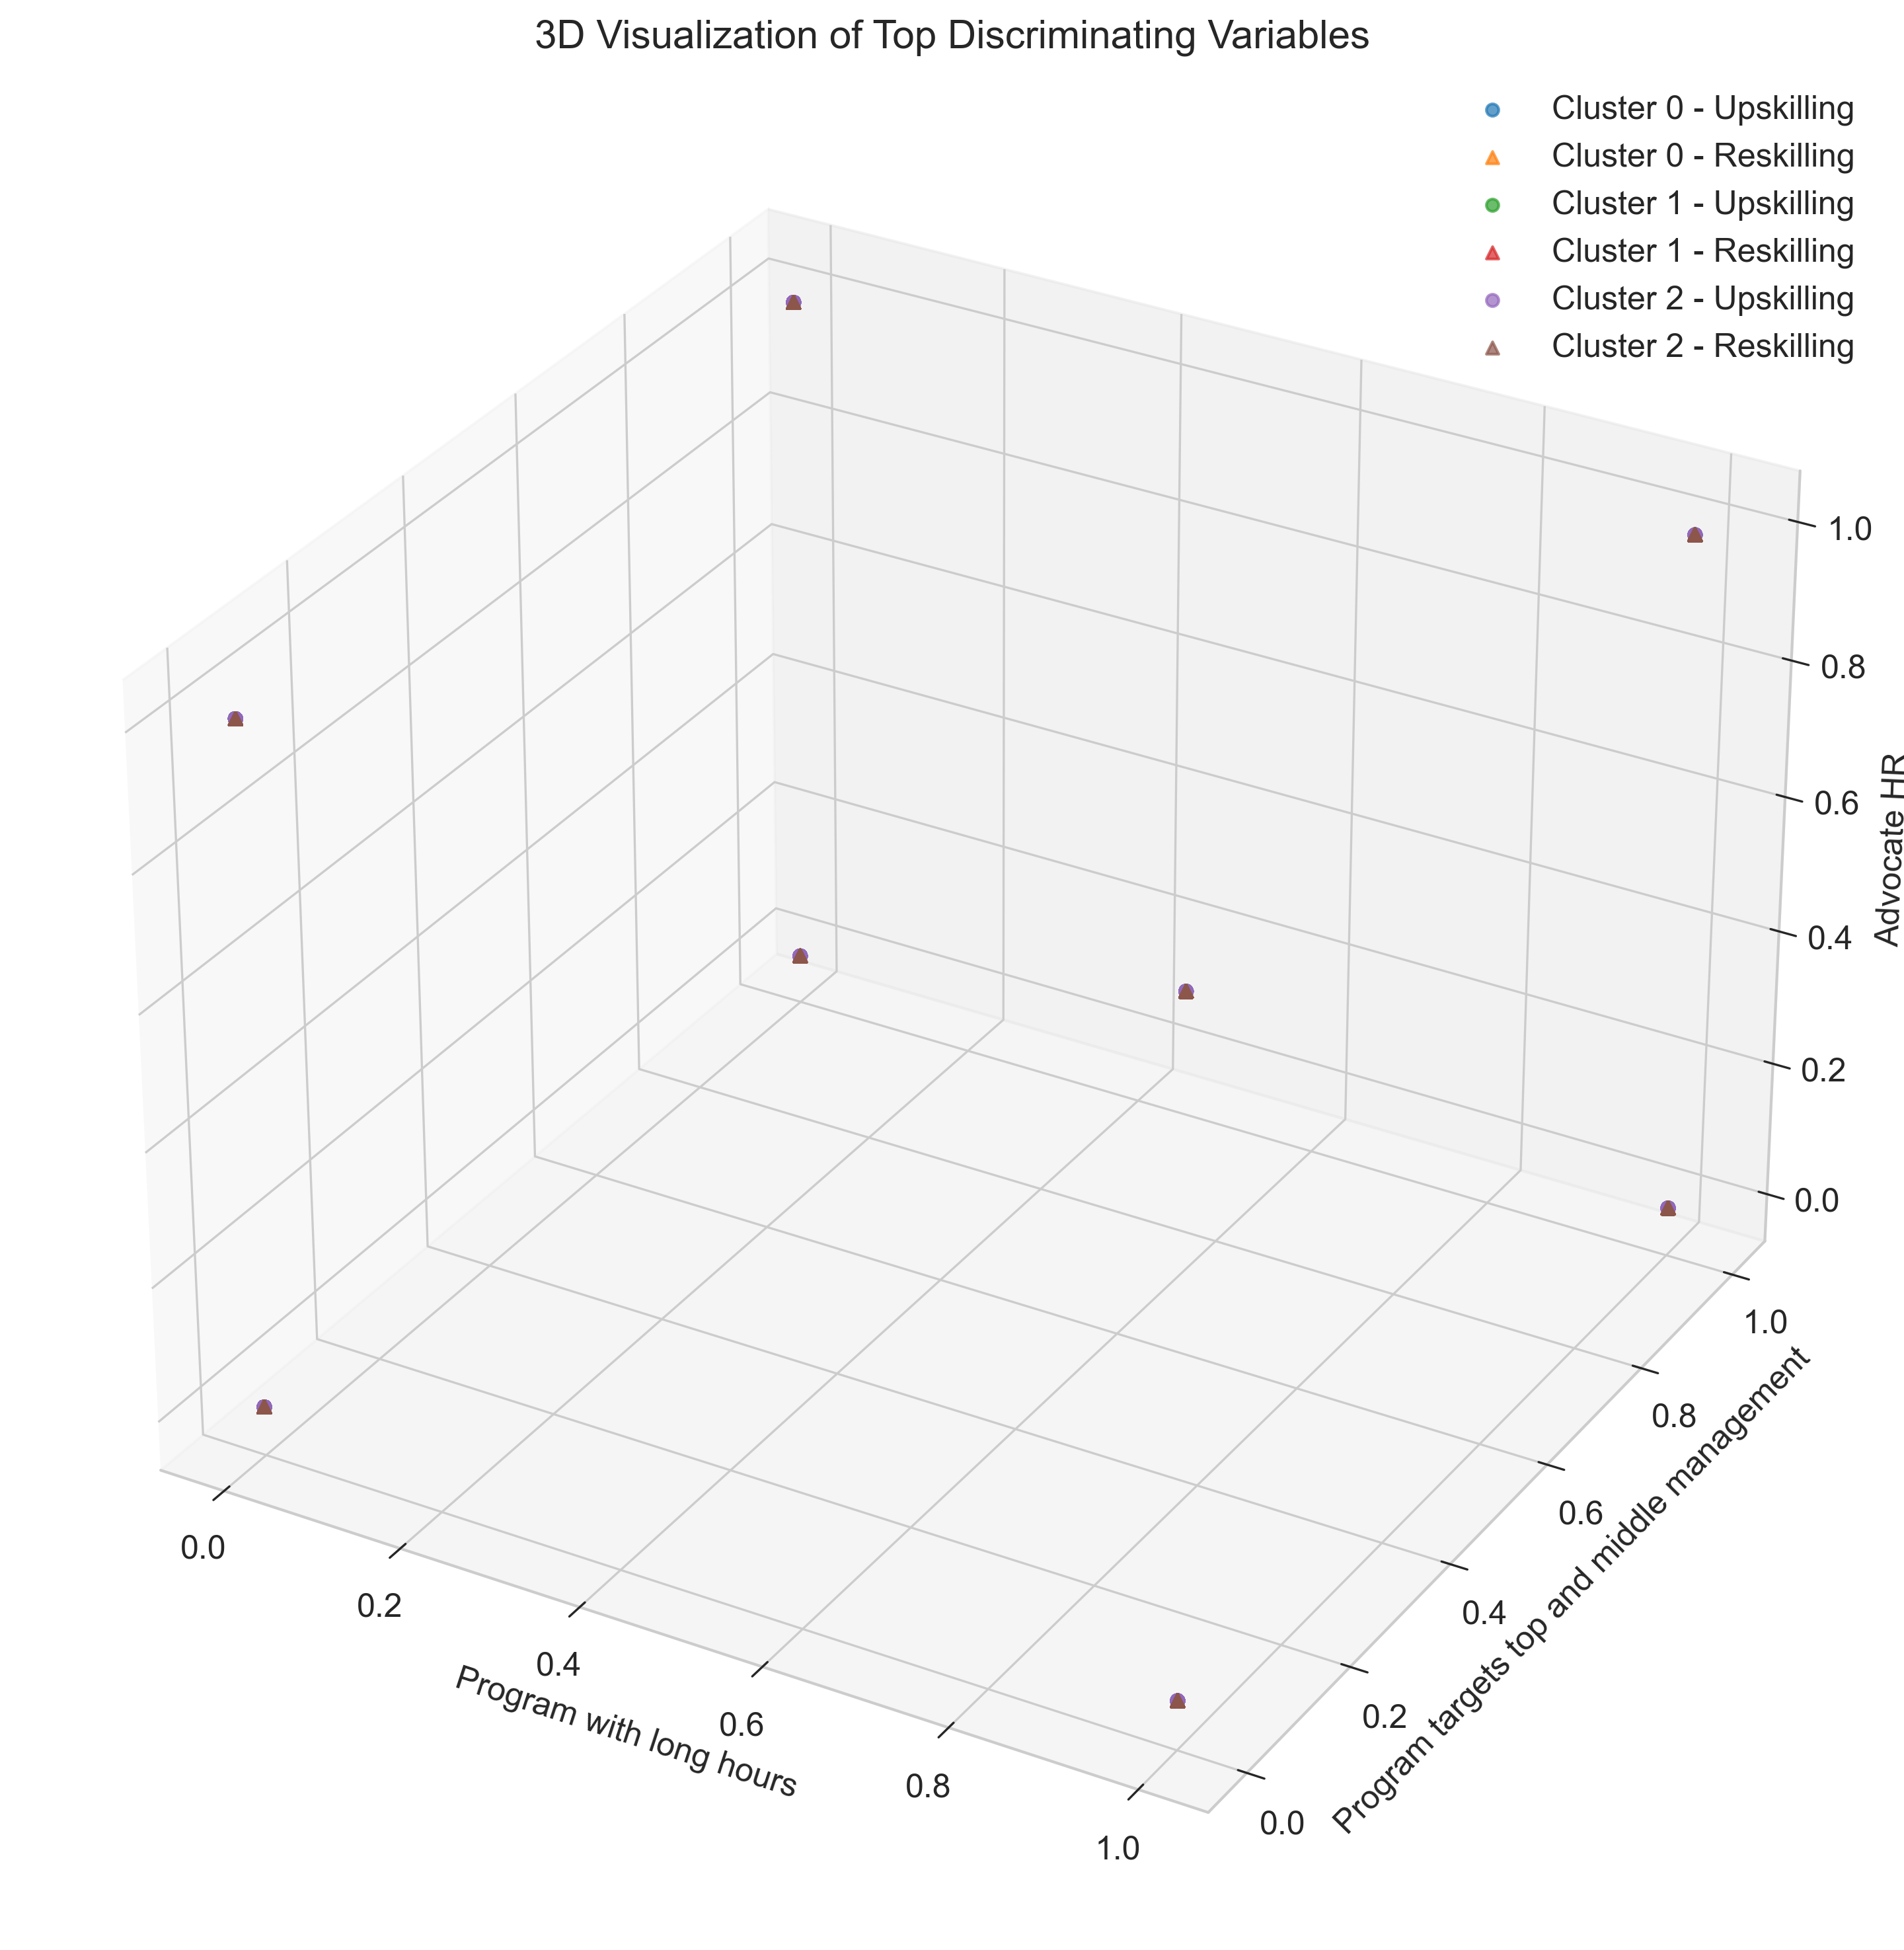 3D Visualization of Top Discriminating Variables
Cluster 0 - Upskilling
Cluster 0 - Reskilling
Cluster 1 - Upskilling
Cluster 1 - Reskilling
Cluster 2 - Upskilling
Cluster 2 - Reskilling
1.0
0.8
0.6
0.4
0.2
0.0
Advocate HR
1.0
0.8
0.6
0.4
0.2
0.0
Program targets top and middle management
0.0
0.2
0.4
0.6
0.8
1.0
Program with long hours